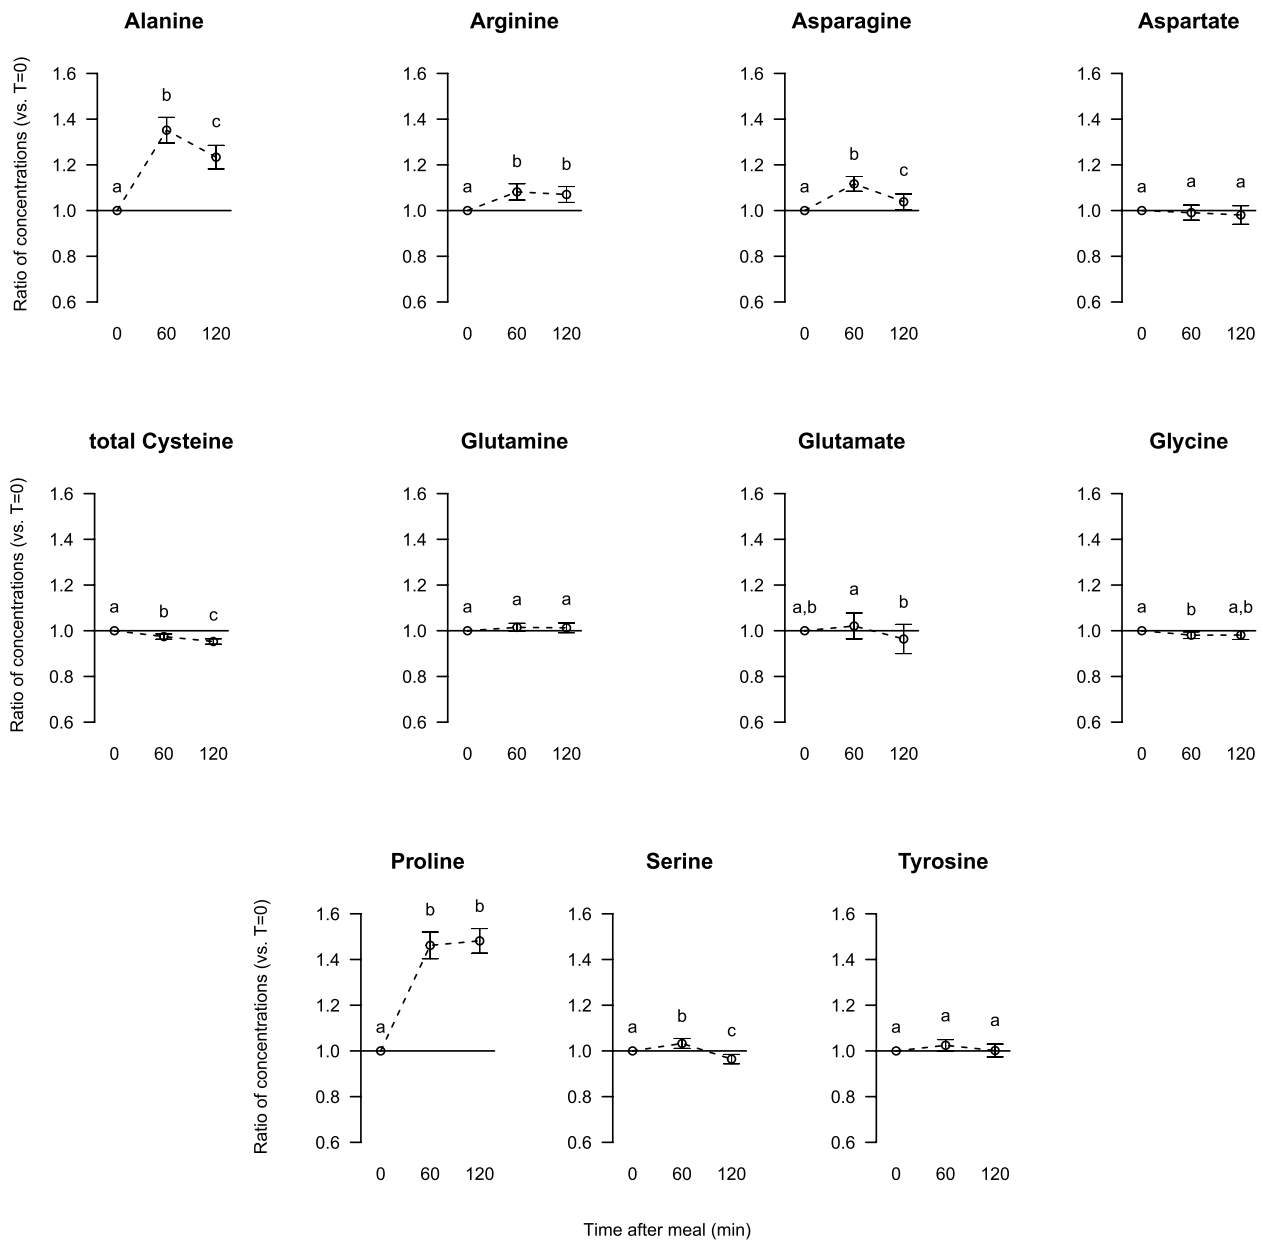 Alanine
Arginine
Asparagine
Aspartate
Ratio of concentrations (vs. T=0)
1.6
1.4
1.2
1.0
0.8
0.6
a
b
c
0 60 120
1.6
1.4
1.2
1.0
0.8
0.6
a
b
b
0 60 120
1.6
1.4
1.2
1.0
0.8
0.6
a
b
c
0 60 120
1.6
1.4
1.2
1.0
0.8
0.6
a
a
a
0 60 120
total Cysteine
Glutamine
Glutamate
Glycine
Ratio of concentrations (vs. T=0)
1.6
1.4
1.2
1.0
0.8
0.6
a
b
c
0 60 120
1.6
1.4
1.2
1.0
0.8
0.6
a
a
a
0 60 120
1.6
1.4
1.2
1.0
0.8
0.6
a,b
a
b
0 60 120
1.6
1.4
1.2
1.0
0.8
0.6
a
b
a,b
0 60 120
Proline
Serine
Tyrosine
Ratio of concentrations (vs. T=0)
1.6
1.4
1.2
1.0
0.8
0.6
a
b
b
0 60 120
1.6
1.4
1.2
1.0
0.8
0.6
a
b
c
0 60 120
1.6
1.4
1.2
1.0
0.8
0.6
a
a
a
0 60 120
Time after meal (min)